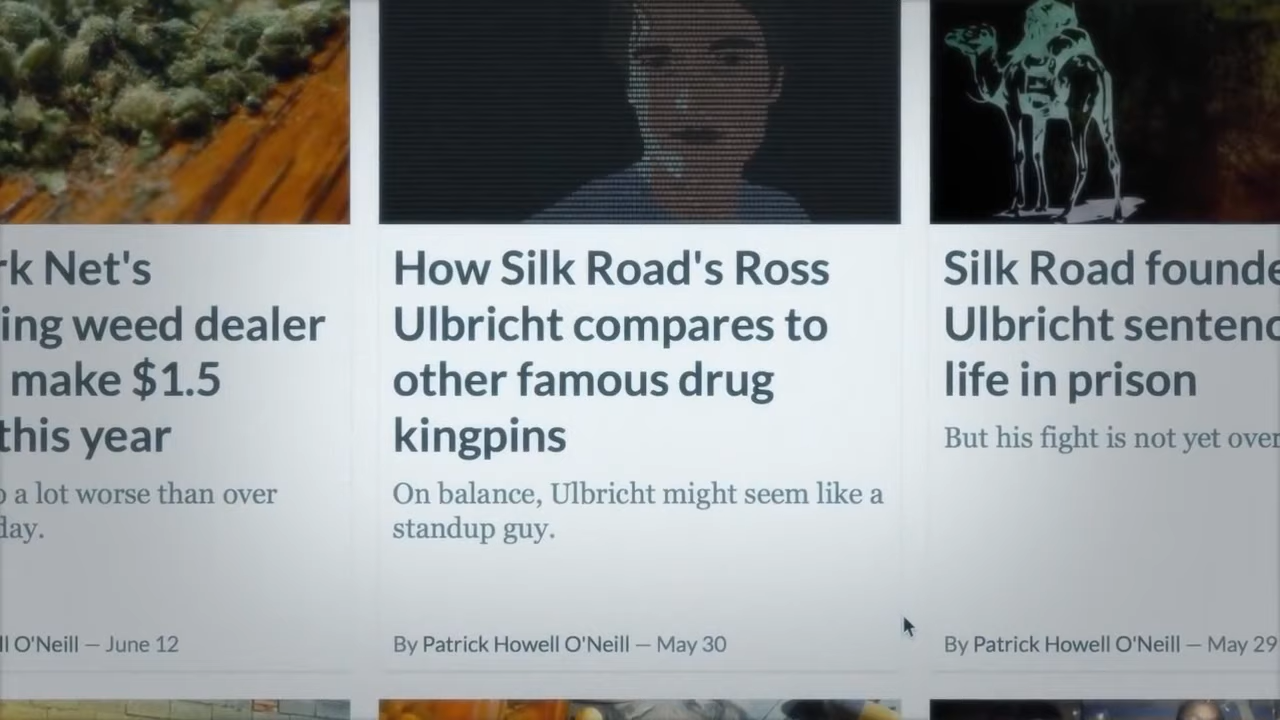 rk Net's
ing weed dealer
make $1.5
this year
a lot worse than over
day.
ll O'Neill — June 12
How Silk Road's Ross
Ulbricht compares to
other famous drug
kingpins
On balance, Ulbricht might seem like a
standup guy.
By Patrick Howell O'Neill — May 30
Silk Road founde
Ulbricht sentenc
life in prison
But his fight is not yet over
By Patrick Howell O'Neill — May 29